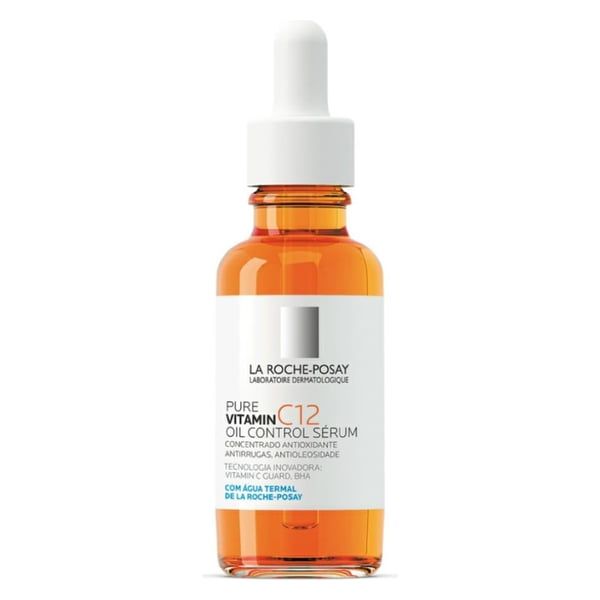 LA ROCHE-POSAY
LABORATOIRE DERMATOLOGIQUE
PURE
VITAMIN C12
OIL CONTROL SÉRUM
CONCENTRADO ANTIOXIDANTE
ANTIRRUGAS, ANTIOLEOSIDADE
TECNOLOGIA INOVADORA:
VITAMIN C GUARD, BHA
COM ÁGUA TERMAL
DE LA ROCHE-POSAY